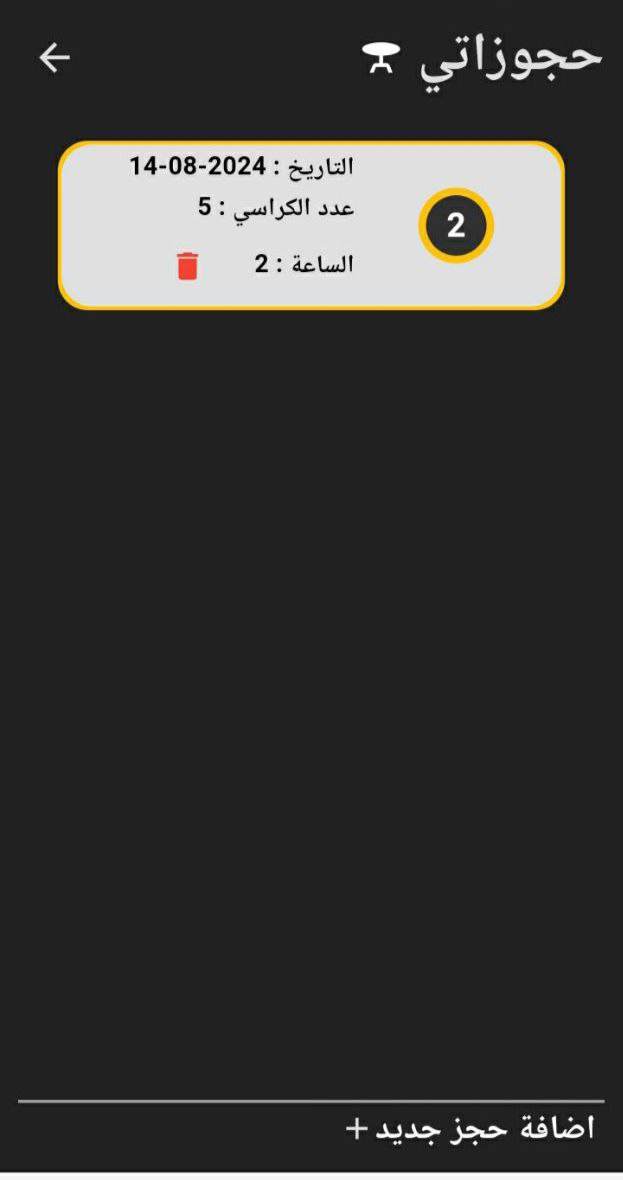 حجوزاتي
2
التاريخ : 2024-08-14
عدد الكراسي : 5
الساعة : 2
اضافة حجز جديد +